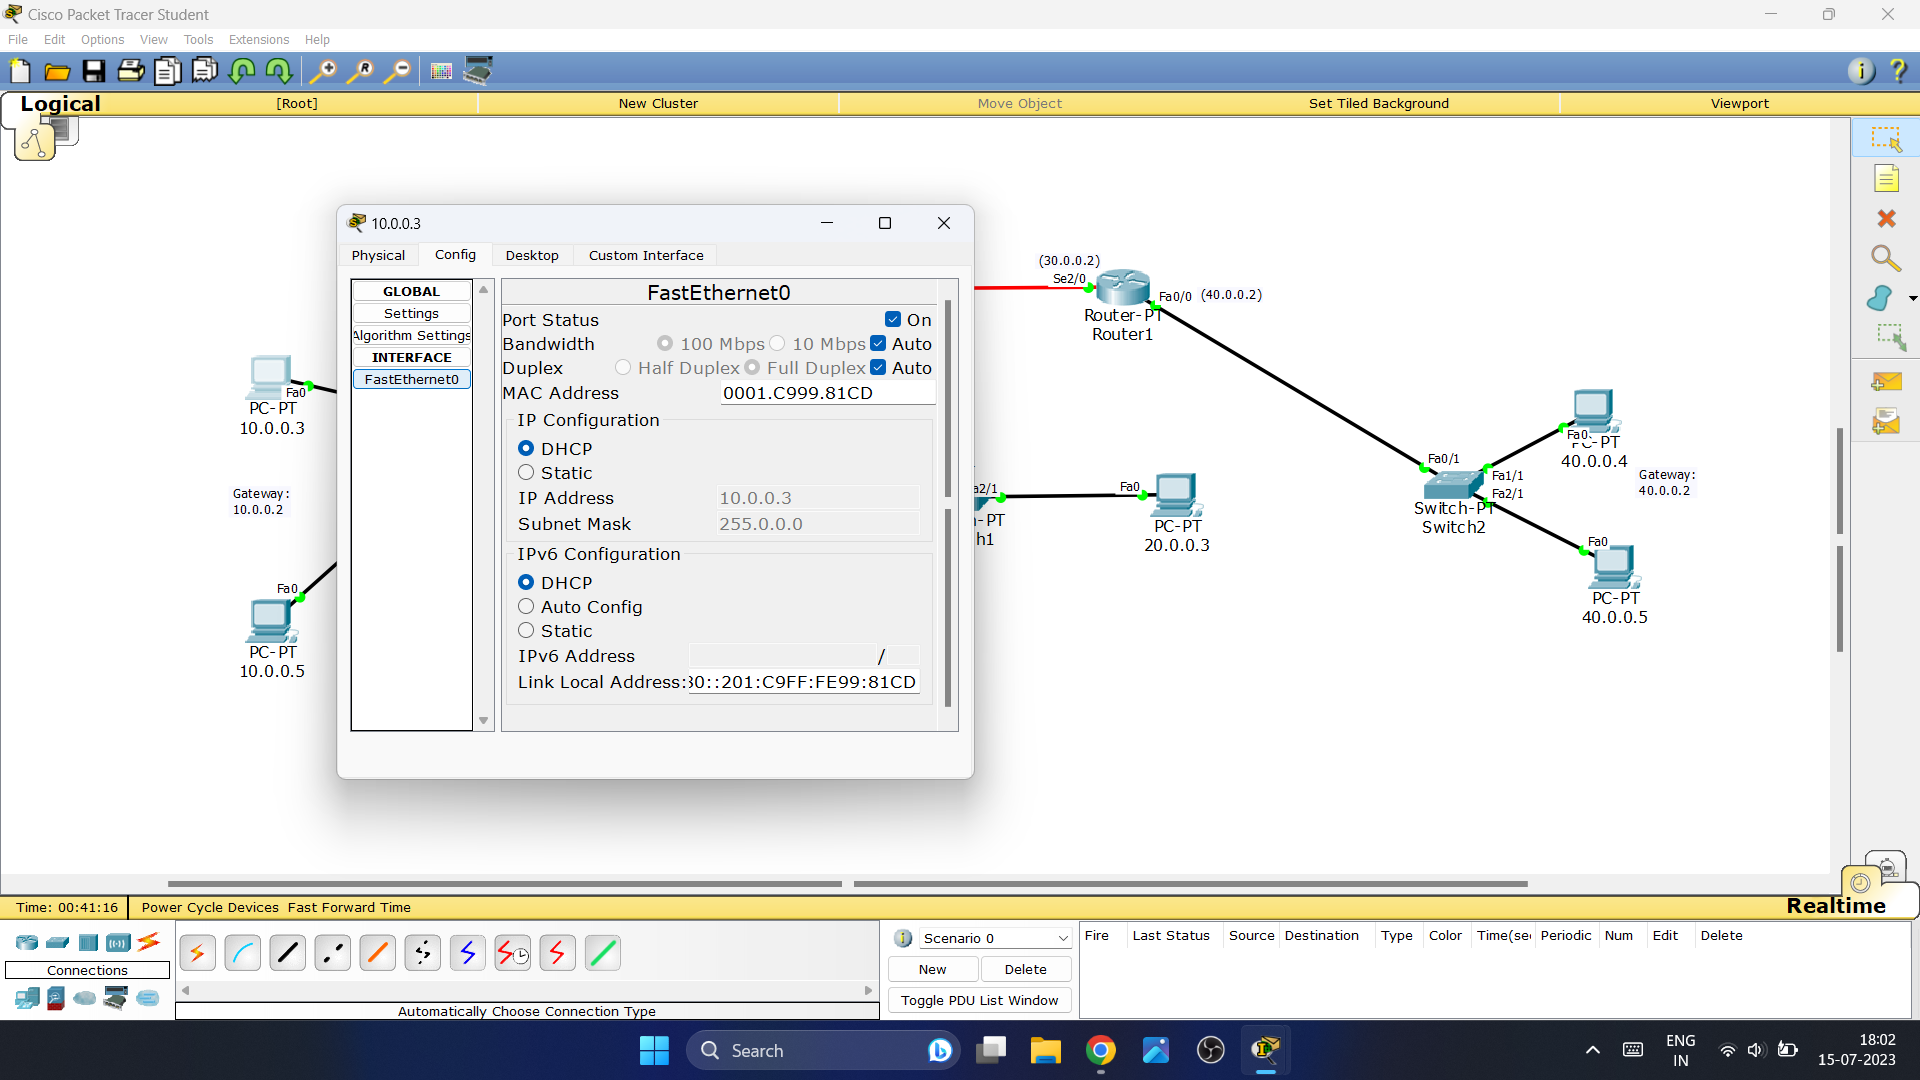 Cisco Packet Tracer Student
File Edit Options View Tools Extensions Help
Logical [Root] New Cluster Move Object Set Tiled Background Viewport
10.0.0.3
Physical Config Desktop Custom Interface
GLOBAL
Settings
Algorithm Settings
INTERFACE
FastEthernet0
FastEthernet0
Port Status On
Bandwidth 100 Mbps 10 Mbps Auto
Duplex Half Duplex Full Duplex Auto
MAC Address 0001.C999.81CD
IP Configuration
DHCP
Static
IP Address 10.0.0.3
Subnet Mask 255.0.0.0
IPv6 Configuration
DHCP
Auto Config
Static
IPv6 Address /
Link Local Address: 30::201:C9FF:FE99:81CD
Fa0
PC-PT
10.0.0.3
Gateway:
10.0.0.2
Fa0
PC-PT
10.0.0.5
(30.0.0.2)
Se2/0
Fa0/0 (40.0.0.2)
Router-PT
Router1
a2/1
-PT
h1
Fa0
PC-PT
20.0.0.3
Fa0/1
Fa1/1
Fa2/1
Switch-PT
Switch2
Fa0
PC-PT
40.0.0.4
Gateway:
40.0.0.2
Fa0
PC-PT
40.0.0.5
Time: 00:41:16 Power Cycle Devices Fast Forward Time Realtime
Connections
Automatically Choose Connection Type
Scenario 0
New Delete
Toggle PDU List Window
Fire Last Status Source Destination Type Color Time(sec Periodic Num Edit Delete
Search
ENG
IN
18:02
15-07-2023